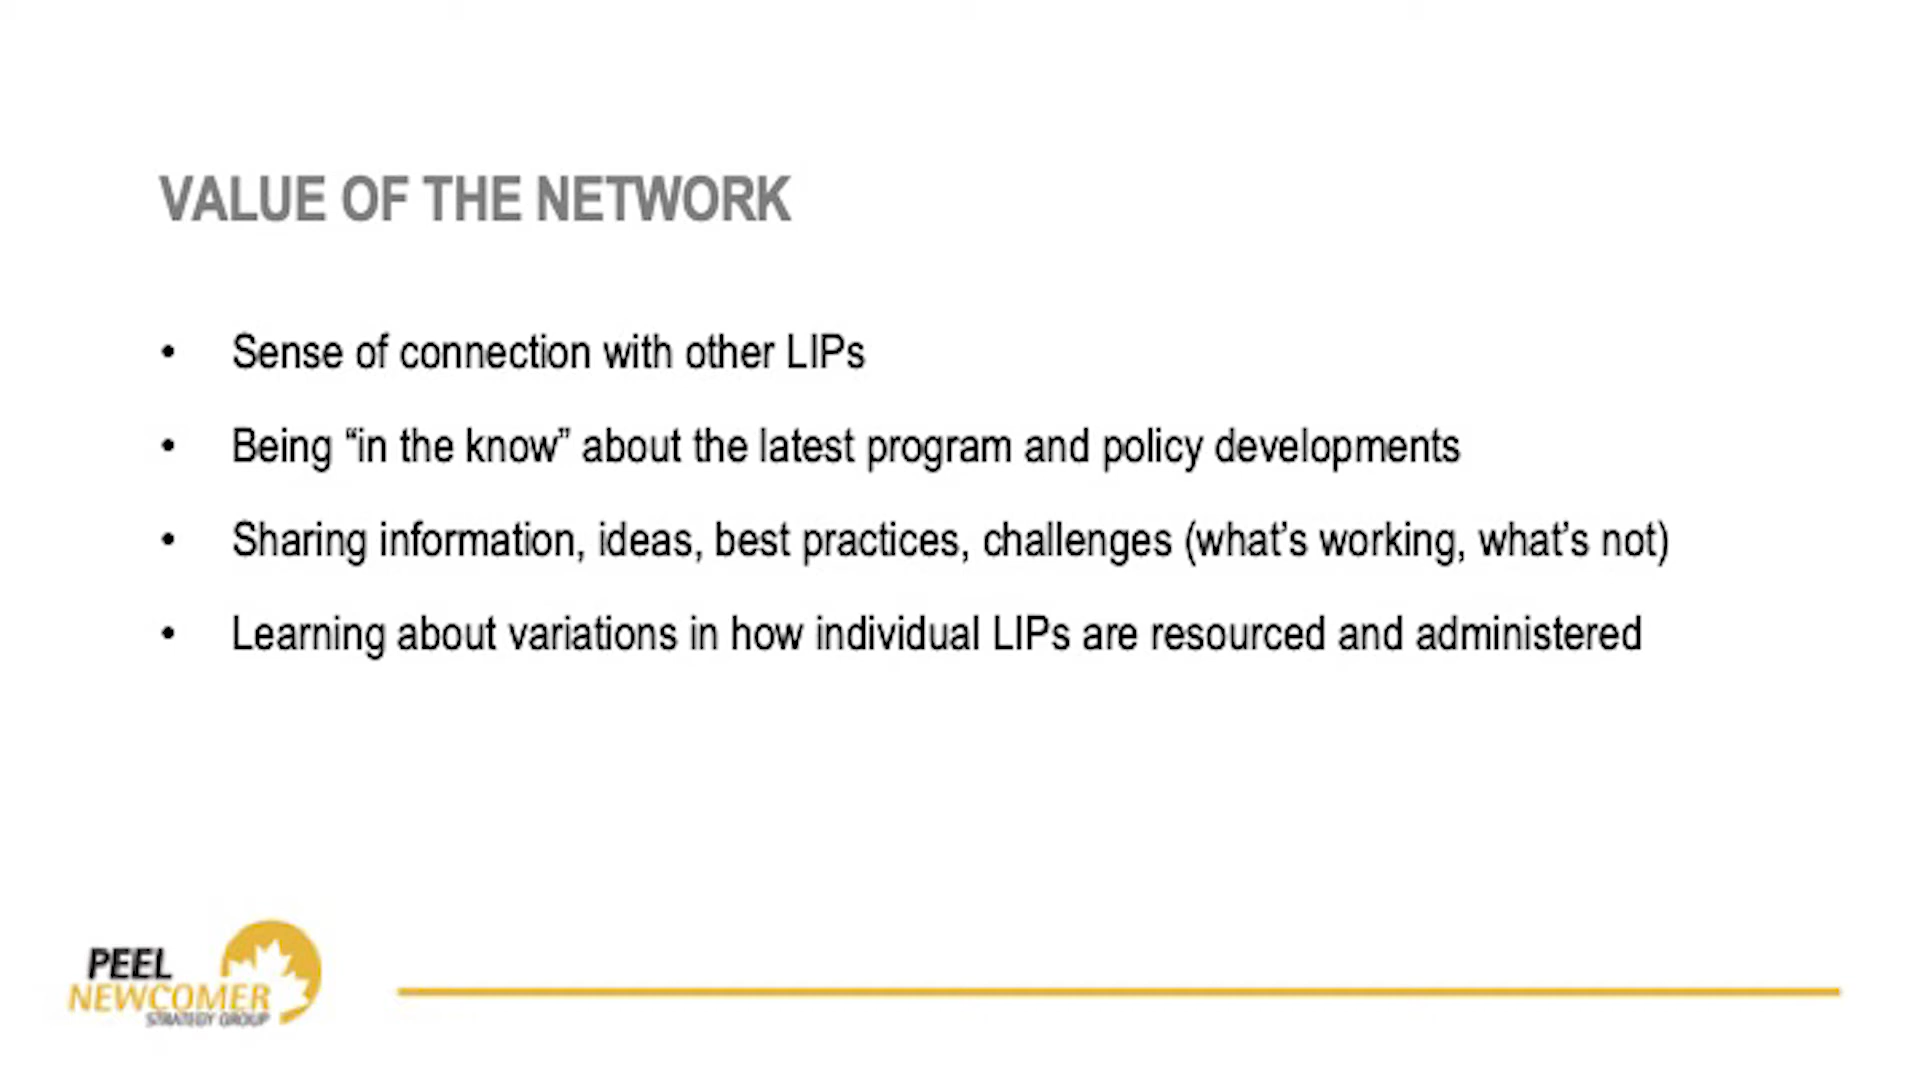 VALUE OF THE NETWORK
• Sense of connection with other LIPs
• Being “in the know” about the latest program and policy developments
• Sharing information, ideas, best practices, challenges (what’s working, what’s not)
• Learning about variations in how individual LIPs are resourced and administered
PEEL
NEWCOMER
STRATEGY GROUP